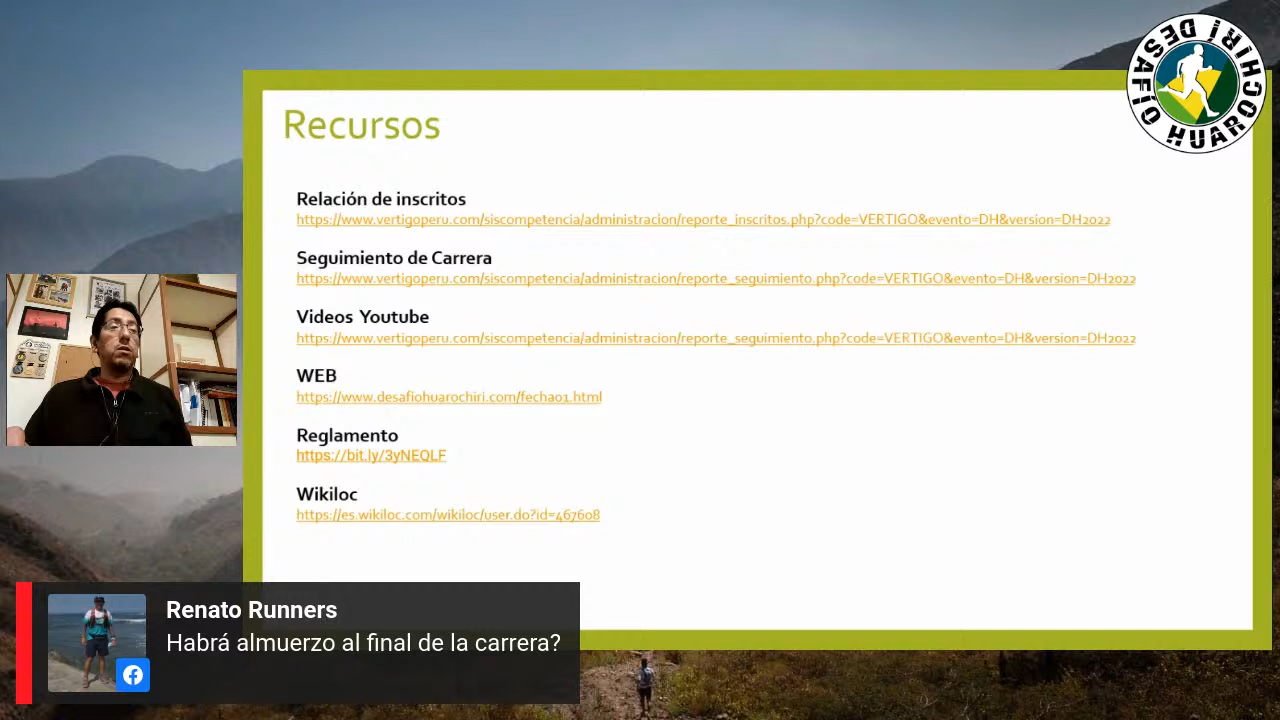 Recursos
DESAFÍO HUAROCHIRÍ
Relación de inscritos
https://www.vertigoperu.com/siscompetencia/administracion/reporte_inscritos.php?code=VERTIGO&evento=DH&version=DH2022
Seguimiento de Carrera
https://www.vertigoperu.com/siscompetencia/administracion/reporte_seguimiento.php?code=VERTIGO&evento=DH&version=DH2022
Videos Youtube
https://www.vertigoperu.com/siscompetencia/administracion/reporte_seguimiento.php?code=VERTIGO&evento=DH&version=DH2022
WEB
https://www.desafiohuarochiri.com/fecha01.html
Reglamento
https://bit.ly/3yNEQLF
Wikiloc
https://es.wikiloc.com/wikiloc/user.do?id=467608
Renato Runners
Habrá almuerzo al final de la carrera?